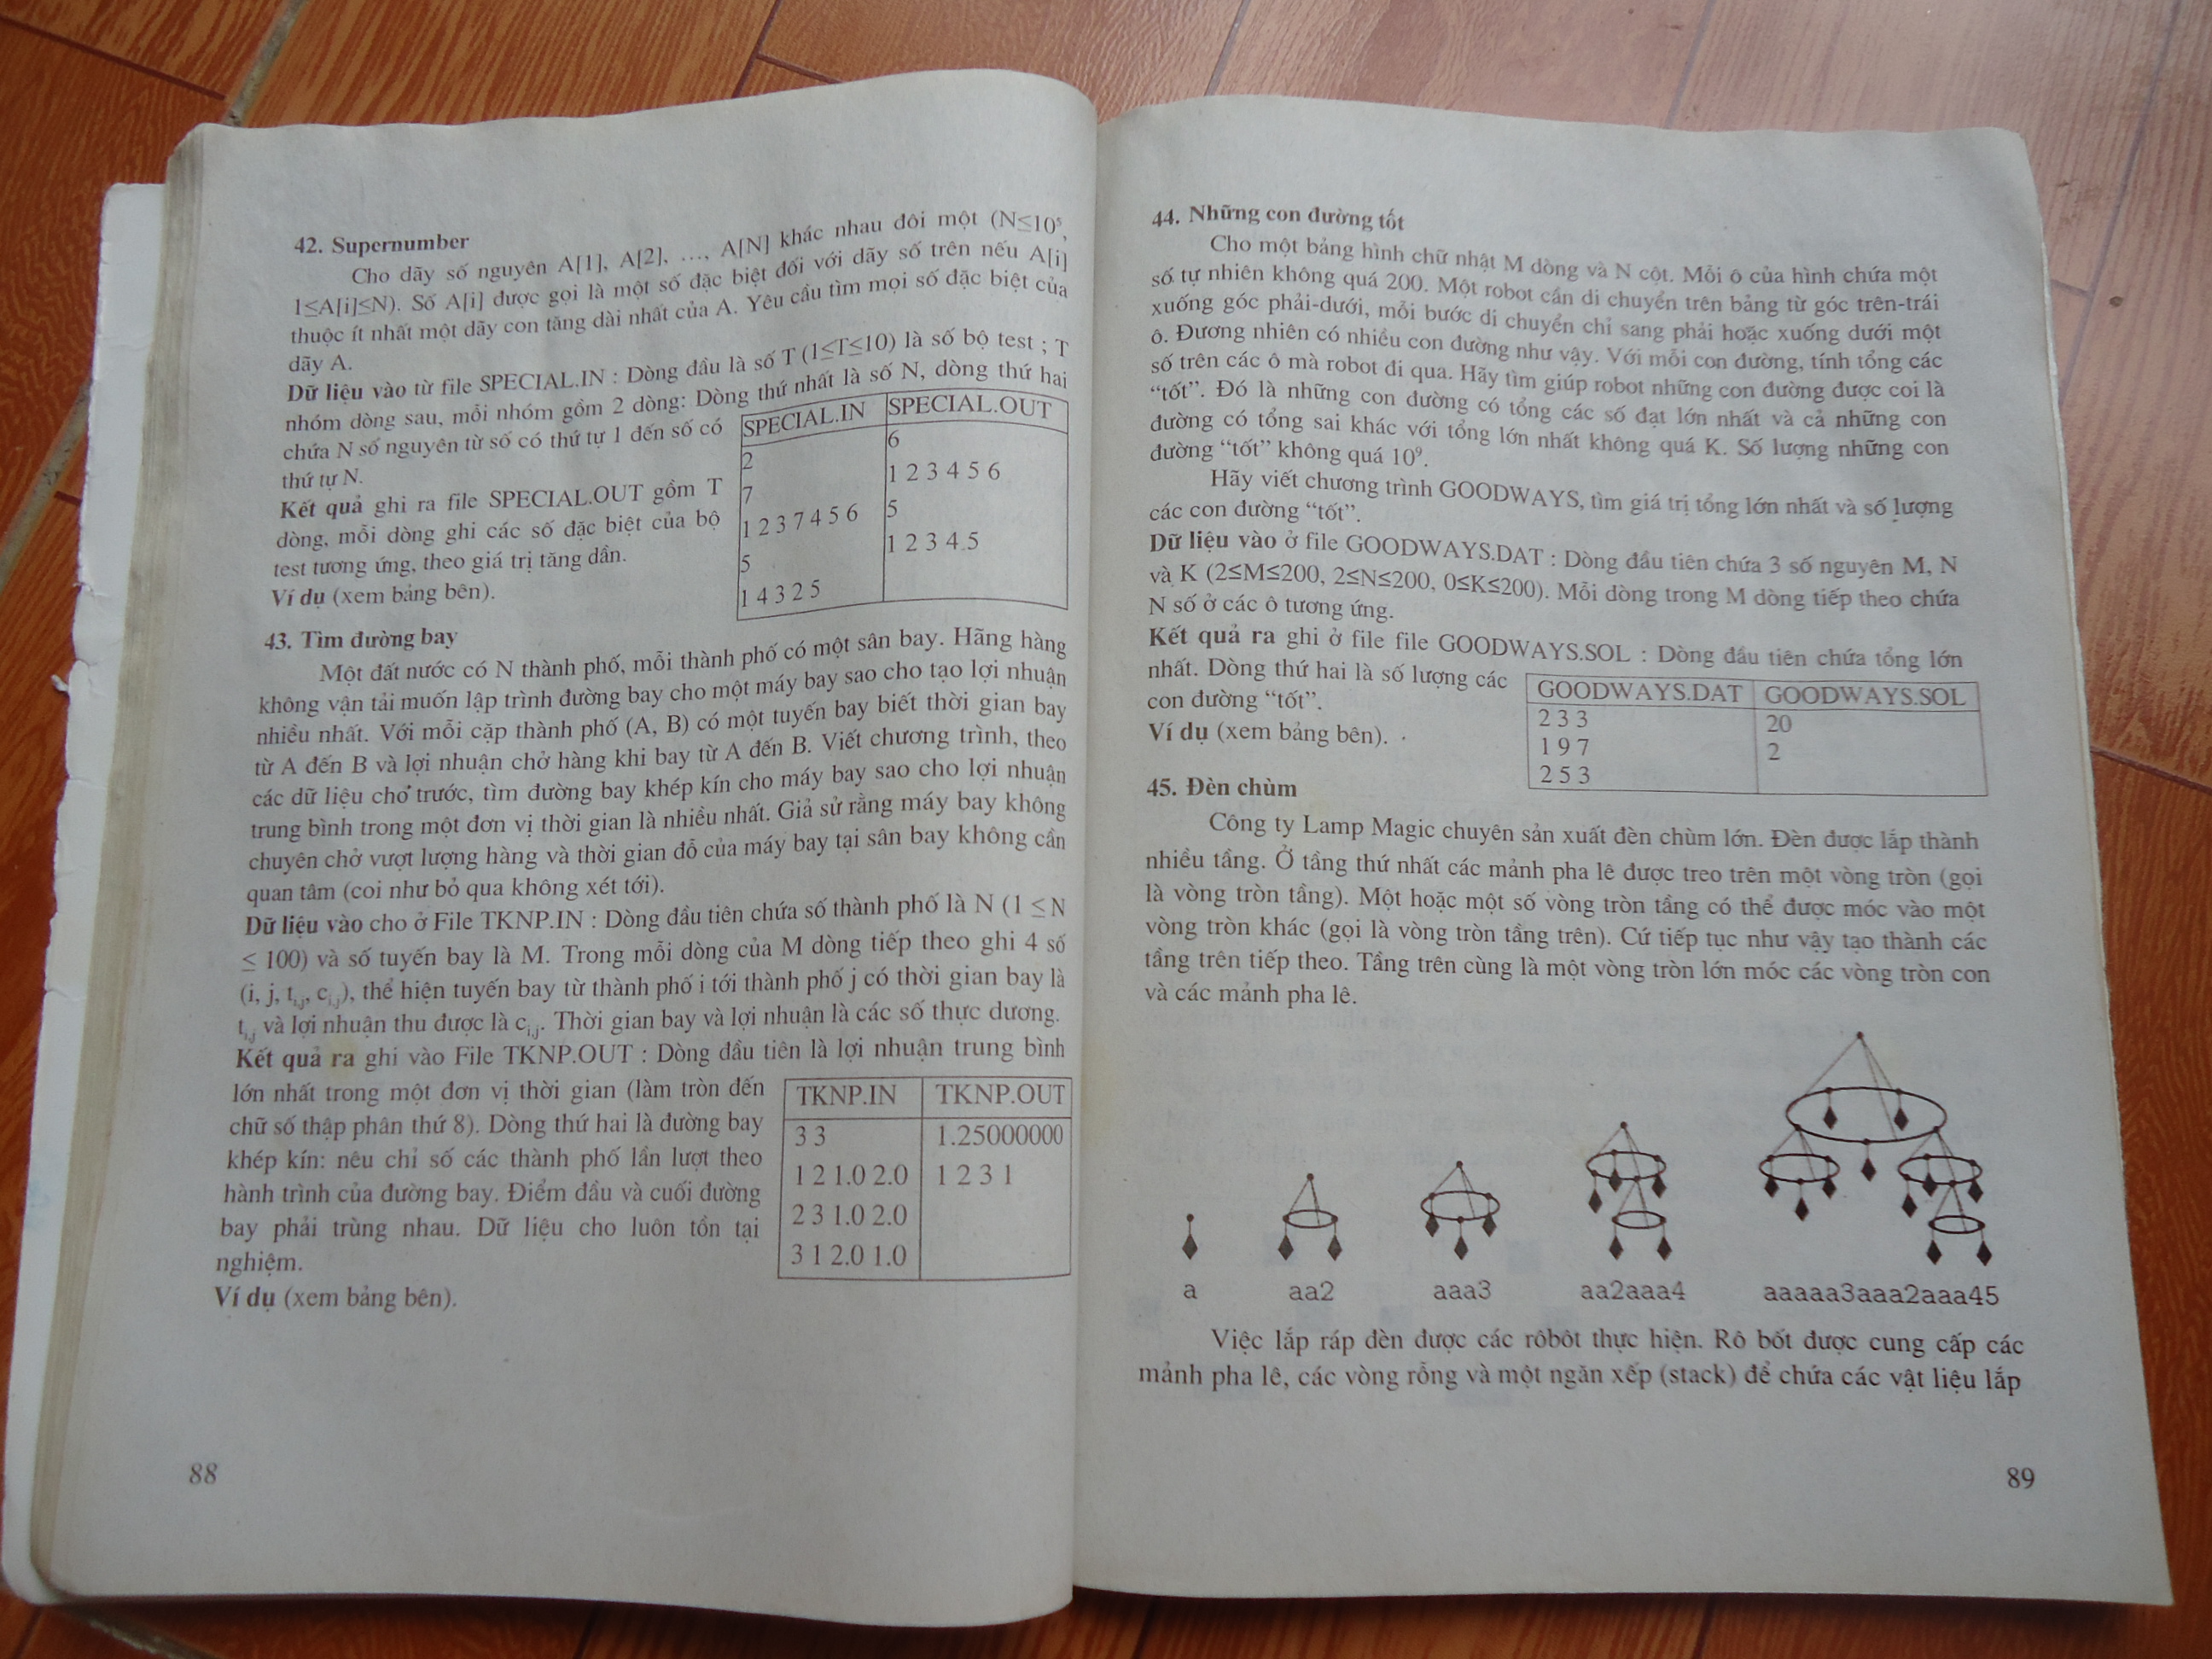 42. Supernumber
Cho dãy số nguyên A[1], A[2], ..., A[N] khác nhau đôi một (N≤10⁵,
1≤A[i]≤N). Số A[i] được gọi là một số đặc biệt đối với dãy số trên nếu A[i]
thuộc ít nhất một dãy con tăng dài nhất của A. Yêu cầu tìm mọi số đặc biệt của
dãy A.
Dữ liệu vào từ file SPECIAL.IN : Dòng đầu là số T (1≤T≤10) là số bộ test ; T
nhóm dòng sau, mỗi nhóm gồm 2 dòng: Dòng thứ nhất là số N, dòng thứ hai
chứa N số nguyên từ số có thứ tự 1 đến số có
thứ tự N.
Kết quả ghi ra file SPECIAL.OUT gồm T
dòng, mỗi dòng ghi các số đặc biệt của bộ
test tương ứng, theo giá trị tăng dần.
Ví dụ (xem bảng bên).
SPECIAL.IN SPECIAL.OUT
2 6
7 1 2 3 4 5 6
1 2 3 7 4 5 6 5
5 1 2 3 4 5
1 4 3 2 5
43. Tìm đường bay
Một đất nước có N thành phố, mỗi thành phố có một sân bay. Hãng hàng
không vận tải muốn lập trình đường bay cho một máy bay sao cho tạo lợi nhuận
nhiều nhất. Với mỗi cặp thành phố (A, B) có một tuyến bay biết thời gian bay
từ A đến B và lợi nhuận chở hàng khi bay từ A đến B. Viết chương trình, theo
các dữ liệu cho trước, tìm đường bay khép kín cho máy bay sao cho lợi nhuận
trung bình trong một đơn vị thời gian là nhiều nhất. Giả sử rằng máy bay không
chuyên chở vượt lượng hàng và thời gian đỗ của máy bay tại sân bay không cần
quan tâm (coi như bỏ qua không xét tới).
Dữ liệu vào cho ở File TKNP.IN : Dòng đầu tiên chứa số thành phố là N (1 ≤ N
≤ 100) và số tuyến bay là M. Trong mỗi dòng của M dòng tiếp theo ghi 4 số
(i, j, ti,j, ci,j), thể hiện tuyến bay từ thành phố i tới thành phố j có thời gian bay là
ti,j và lợi nhuận thu được là ci,j. Thời gian bay và lợi nhuận là các số thực dương.
Kết quả ra ghi vào File TKNP.OUT : Dòng đầu tiên là lợi nhuận trung bình
lớn nhất trong một đơn vị thời gian (làm tròn đến
chữ số thập phân thứ 8). Dòng thứ hai là đường bay
khép kín: nêu chỉ số các thành phố lần lượt theo
hành trình của đường bay. Điểm đầu và cuối đường
bay phải trùng nhau. Dữ liệu cho luôn tồn tại
nghiệm.
Ví dụ (xem bảng bên).
TKNP.IN TKNP.OUT
3 3 1.25000000
1 2 1.0 2.0 1 2 3 1
2 3 1.0 2.0
3 1 2.0 1.0
88
44. Những con đường tốt
Cho một bảng hình chữ nhật M dòng và N cột. Mỗi ô của hình chứa một
số tự nhiên không quá 200. Một robot cần di chuyển trên bảng từ góc trên-trái
xuống góc phải-dưới, mỗi bước di chuyển chỉ sang phải hoặc xuống dưới một
ô. Đương nhiên có nhiều con đường như vậy. Với mỗi con đường, tính tổng các
số trên các ô mà robot đi qua. Hãy tìm giúp robot những con đường được coi là
“tốt”. Đó là những con đường có tổng các số đạt lớn nhất và cả những con
đường có tổng sai khác với tổng lớn nhất không quá K. Số lượng những con
đường “tốt” không quá 10⁹.
Hãy viết chương trình GOODWAYS, tìm giá trị tổng lớn nhất và số lượng
các con đường “tốt”.
Dữ liệu vào ở file GOODWAYS.DAT : Dòng đầu tiên chứa 3 số nguyên M, N
và K (2≤M≤200, 2≤N≤200, 0≤K≤200). Mỗi dòng trong M dòng tiếp theo chứa
N số ở các ô tương ứng.
Kết quả ra ghi ở file file GOODWAYS.SOL : Dòng đầu tiên chứa tổng lớn
nhất. Dòng thứ hai là số lượng các
con đường “tốt”.
Ví dụ (xem bảng bên).
GOODWAYS.DAT GOODWAYS.SOL
2 3 3 20
1 9 7 2
2 5 3
45. Đèn chùm
Công ty Lamp Magic chuyên sản xuất đèn chùm lớn. Đèn được lắp thành
nhiều tầng. Ở tầng thứ nhất các mảnh pha lê được treo trên một vòng tròn (gọi
là vòng tròn tầng). Một hoặc một số vòng tròn tầng có thể được móc vào một
vòng tròn khác (gọi là vòng tròn tầng trên). Cứ tiếp tục như vậy tạo thành các
tầng trên tiếp theo. Tầng trên cùng là một vòng tròn lớn móc các vòng tròn con
và các mảnh pha lê.
a aa2 aaa3 aa2aaa4 aaaaa3aaa2aaa45
Việc lắp ráp đèn được các rôbôt thực hiện. Rô bốt được cung cấp các
mảnh pha lê, các vòng rỗng và một ngăn xếp (stack) để chứa các vật liệu lắp
89